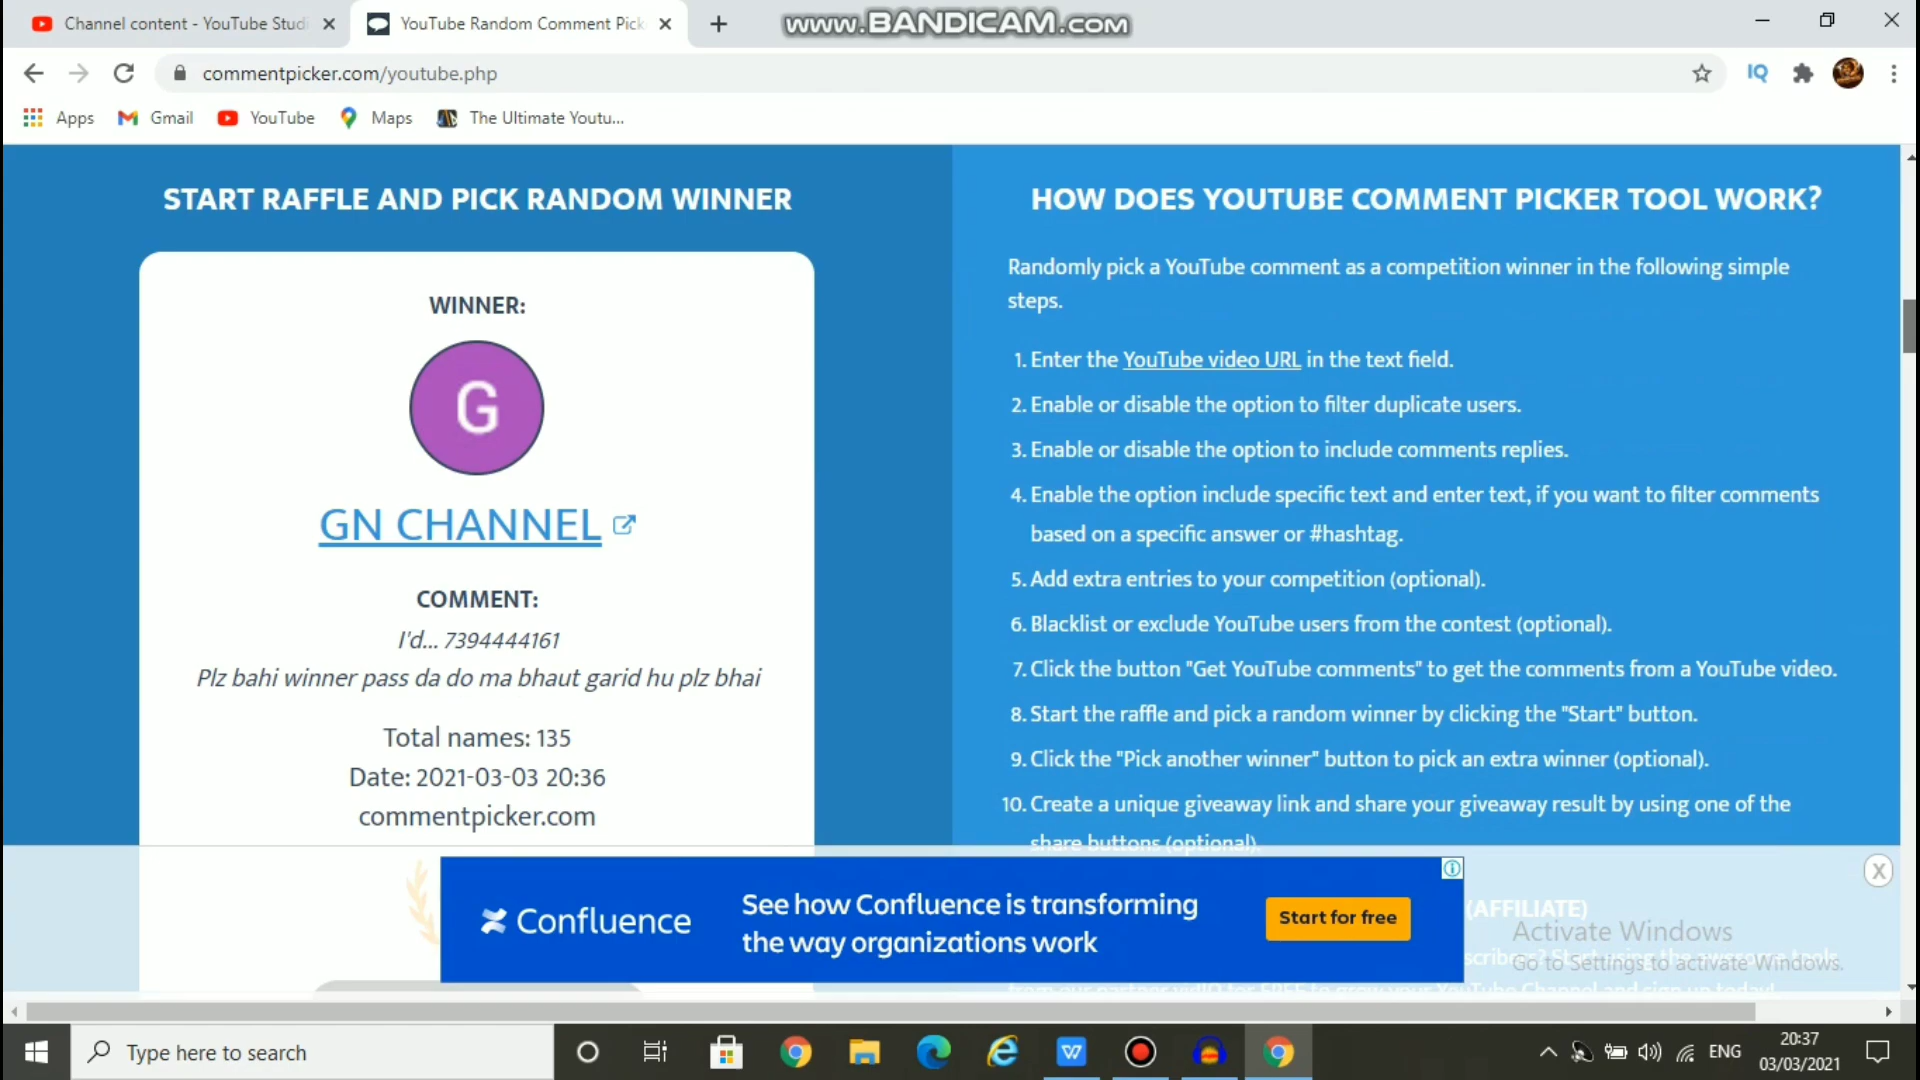 Channel content - YouTube Studi
YouTube Random Comment Pick
www.BANDICAM.com
commentpicker.com/youtube.php
IQ
Apps
Gmail
YouTube
Maps
The Ultimate Youtu...
START RAFFLE AND PICK RANDOM WINNER
WINNER:
G
GN CHANNEL
COMMENT:
I'd... 7394444161
Plz bahi winner pass da do ma bhaut garid hu plz bhai
Total names: 135
Date: 2021-03-03 20:36
commentpicker.com
HOW DOES YOUTUBE COMMENT PICKER TOOL WORK?
Randomly pick a YouTube comment as a competition winner in the following simple
steps.
1. Enter the YouTube video URL in the text field.
2. Enable or disable the option to filter duplicate users.
3. Enable or disable the option to include comments replies.
4. Enable the option include specific text and enter text, if you want to filter comments
based on a specific answer or #hashtag.
5. Add extra entries to your competition (optional).
6. Blacklist or exclude YouTube users from the contest (optional).
7. Click the button "Get YouTube comments" to get the comments from a YouTube video.
8. Start the raffle and pick a random winner by clicking the "Start" button.
9. Click the "Pick another winner" button to pick an extra winner (optional).
10. Create a unique giveaway link and share your giveaway result by using one of the
share buttons (optional).
Confluence
See how Confluence is transforming
the way organizations work
Start for free
X
(AFFILIATE)
Activate Windows
Go to Settings to activate Windows.
Type here to search
ENG
20:37
03/03/2021